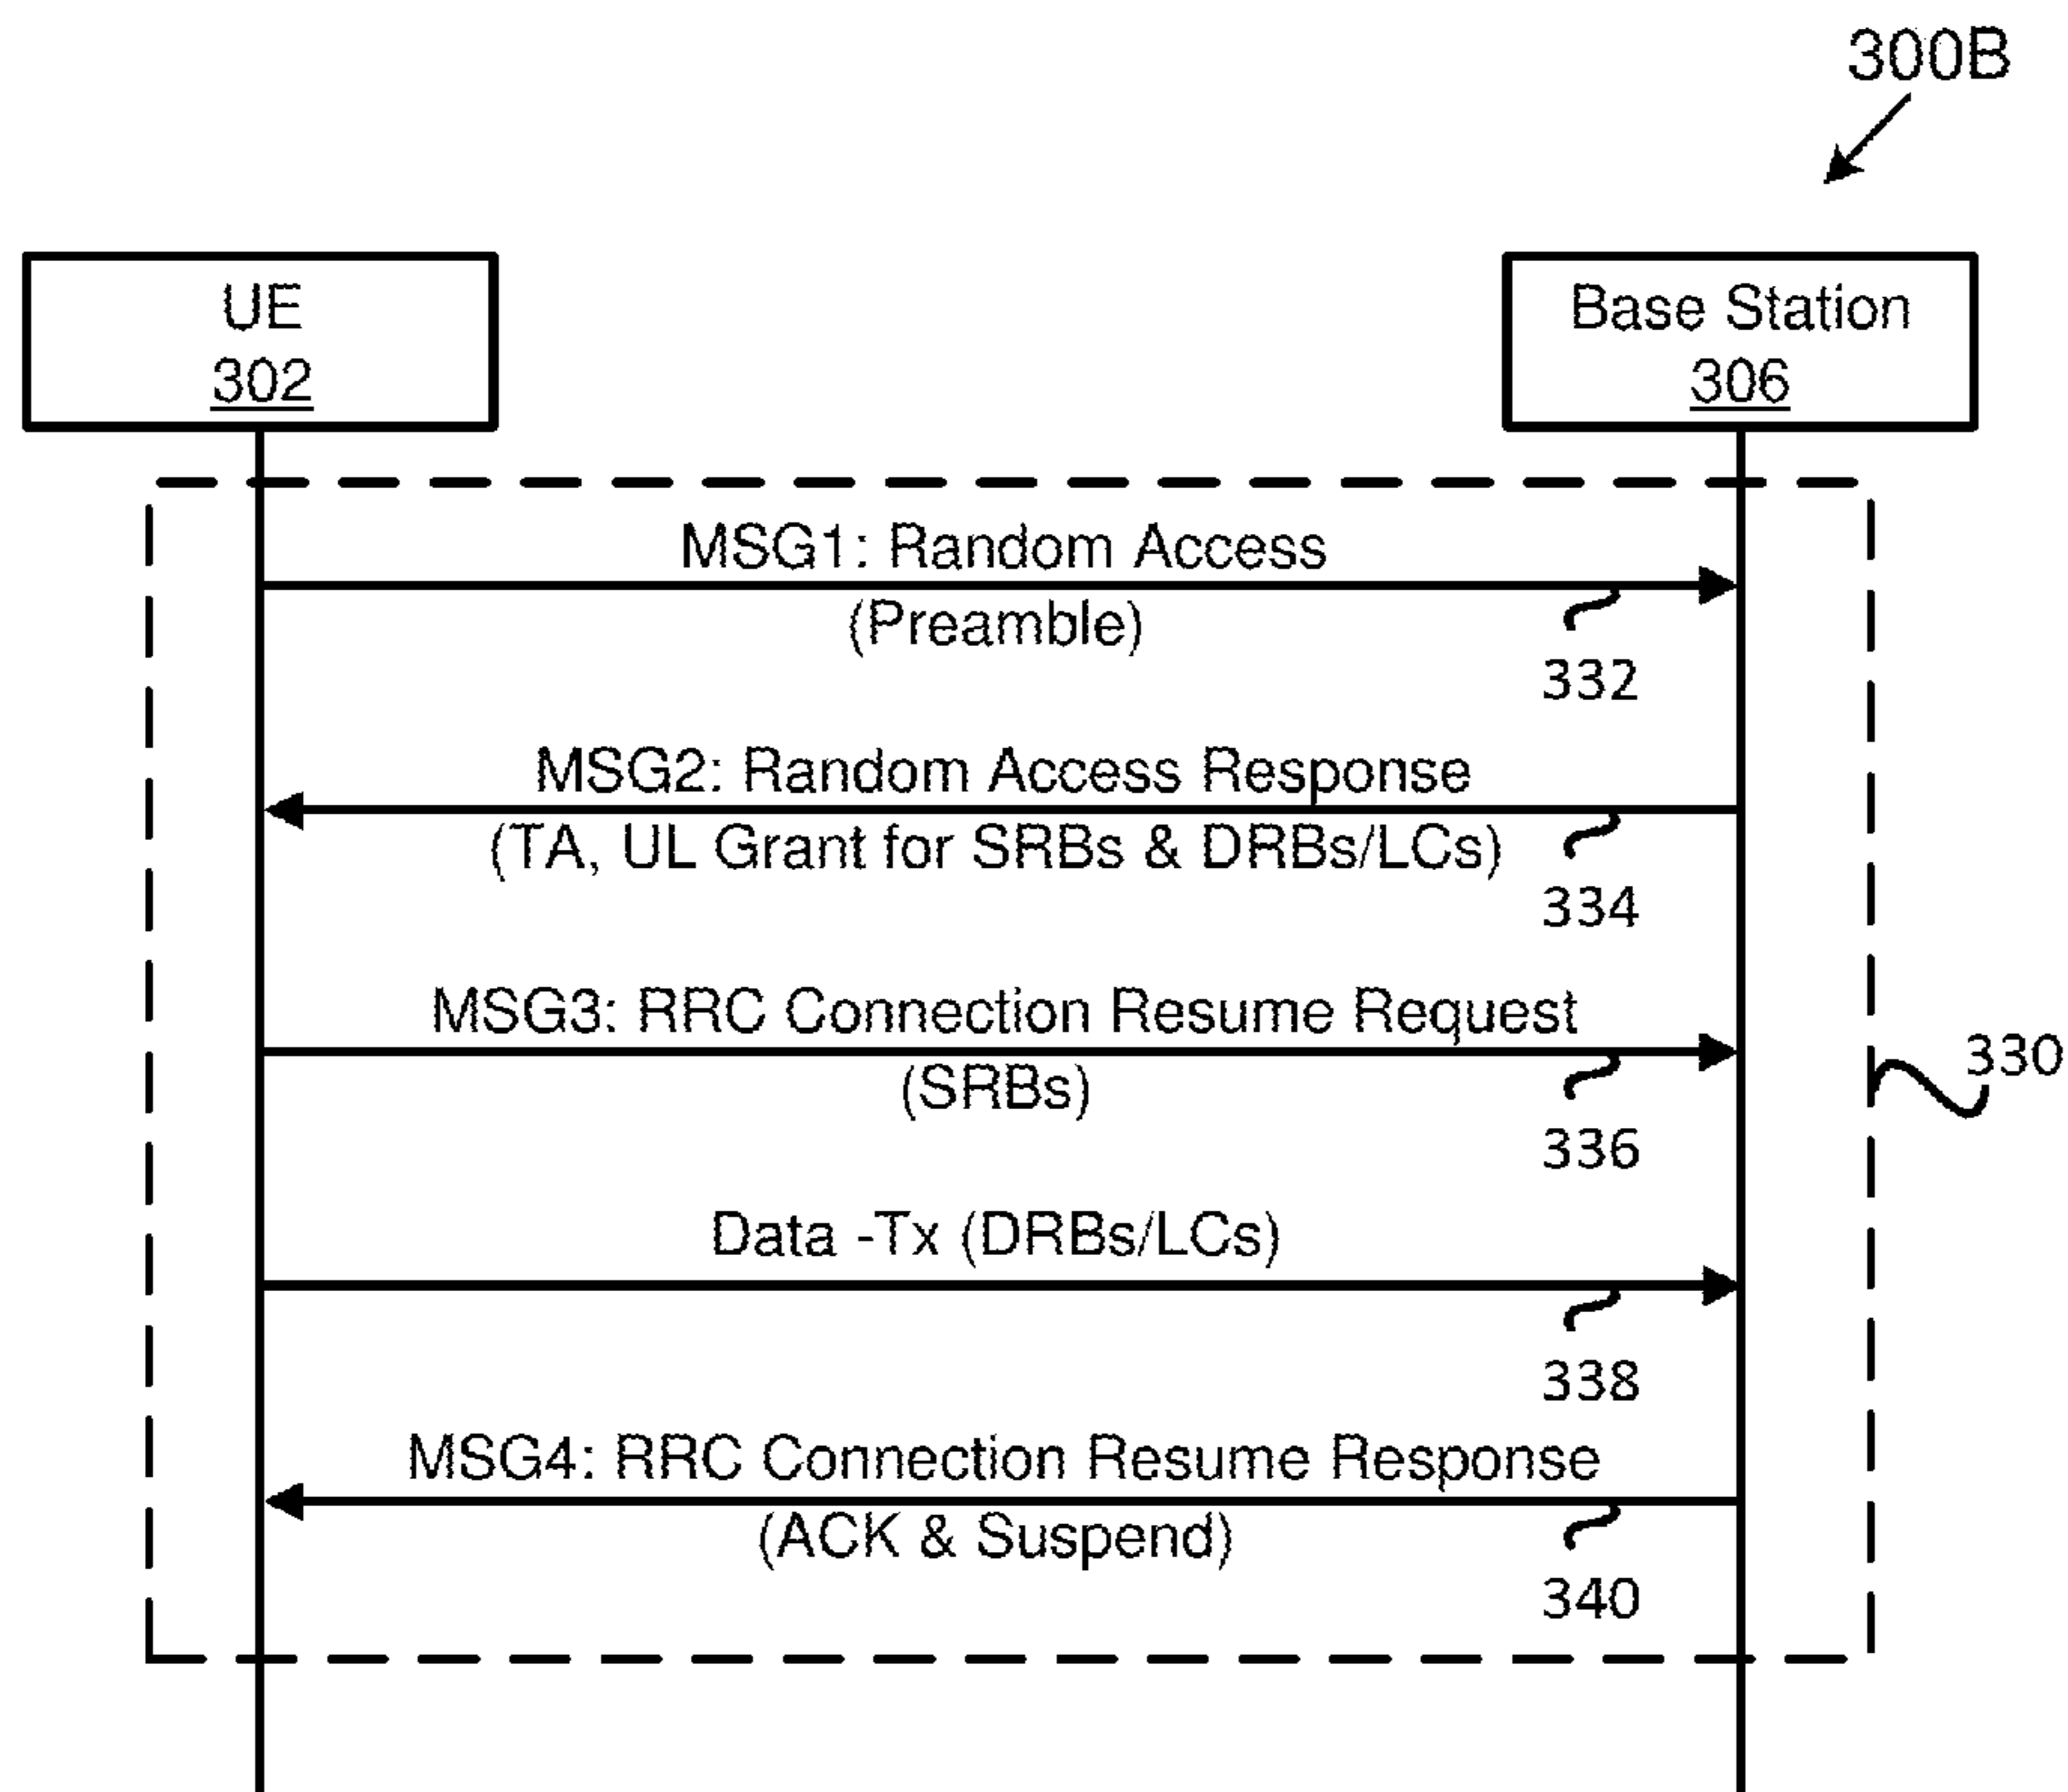 300B
UE
302
Base Station
306
MSG1: Random Access
(Preamble)
332
MSG2: Random Access Response
(TA, UL Grant for SRBs & DRBs/LCs)
334
MSG3: RRC Connection Resume Request
(SRBs)
330
336
Data -Tx (DRBs/LCs)
338
MSG4: RRC Connection Resume Response
(ACK & Suspend)
340